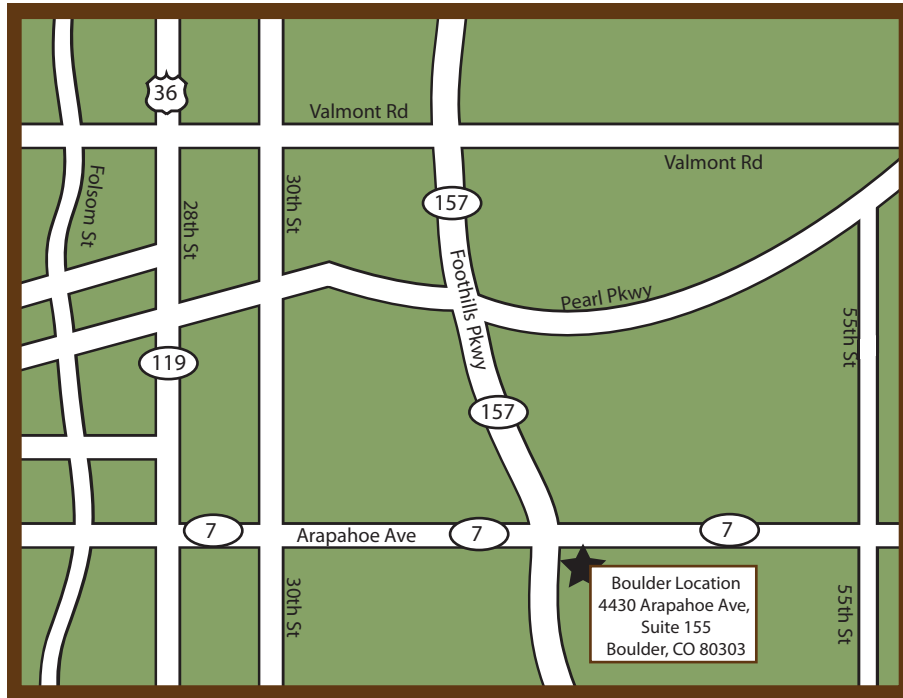 36
Valmont Rd
Valmont Rd
Folsom St
28th St
30th St
157
Foothills Pkwy
Pearl Pkwy
55th St
119
157
7
Arapahoe Ave
7
7
30th St
55th St
Boulder Location
4430 Arapahoe Ave,
Suite 155
Boulder, CO 80303